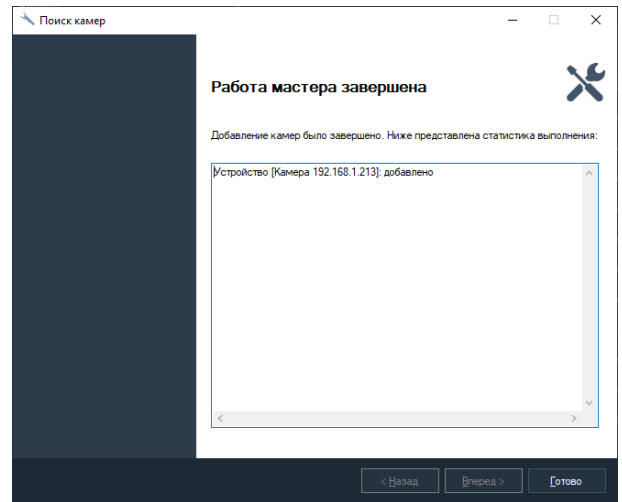 Поиск камер
Работа мастера завершена
Добавление камер было завершено. Ниже представлена статистика выполнения:
Устройство [Камера 192.168.1.213]: добавлено
< Назад
Вперед >
Готово